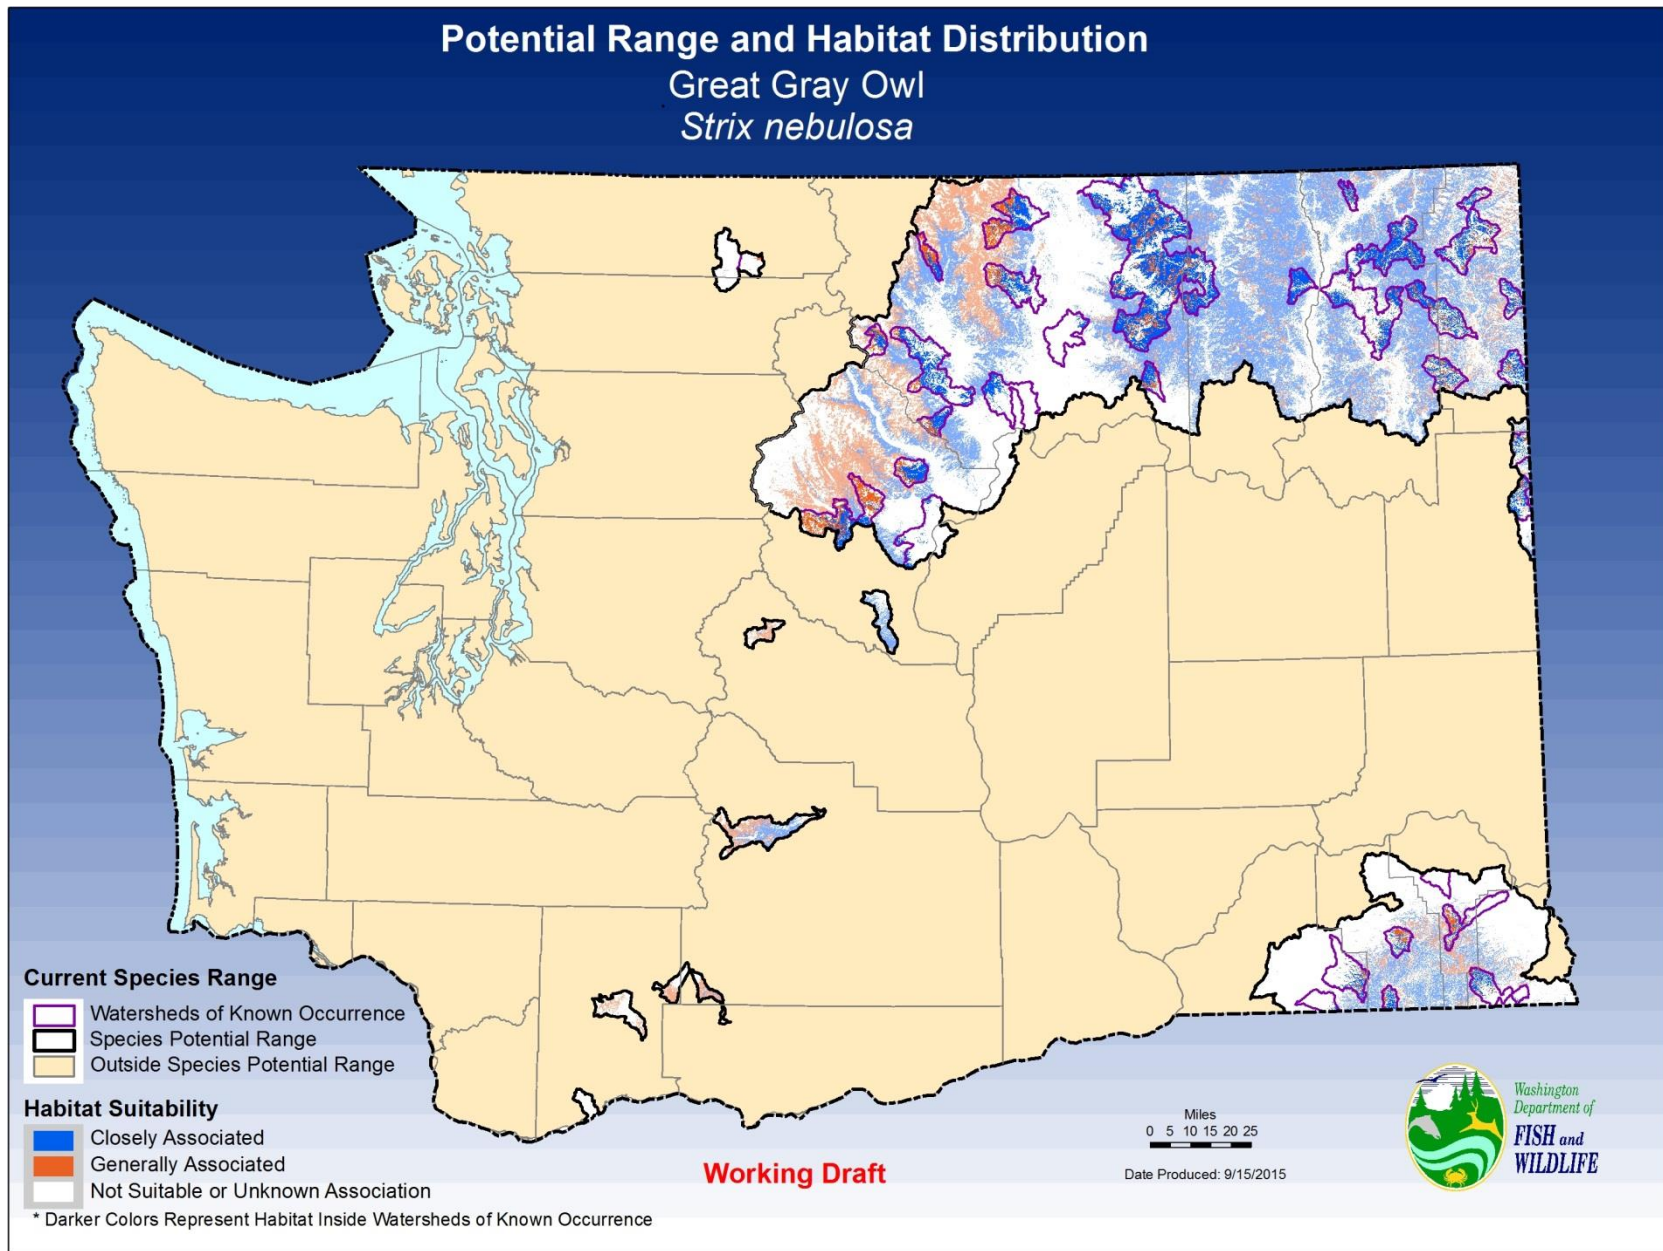 Potential Range and Habitat Distribution
Great Gray Owl
Strix nebulosa
Current Species Range
Watersheds of Known Occurrence
Species Potential Range
Outside Species Potential Range
Habitat Suitability
Closely Associated
Generally Associated
Not Suitable or Unknown Association
* Darker Colors Represent Habitat Inside Watersheds of Known Occurrence
Working Draft
Miles
0 5 10 15 20 25
Date Produced: 9/15/2015
Washington
Department of
FISH and
WILDLIFE